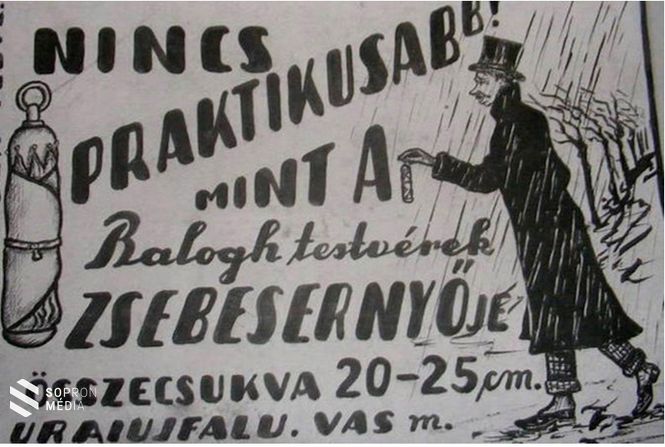 NINCS
PRAKTIKUSABB!
MINT A
Balogh testvérek
ZSEBESERNYŐJE
ÖSSZECSUKVA 20-25 cm.
URAIUJFALU. VAS m.
SOPRON
MÉDIA